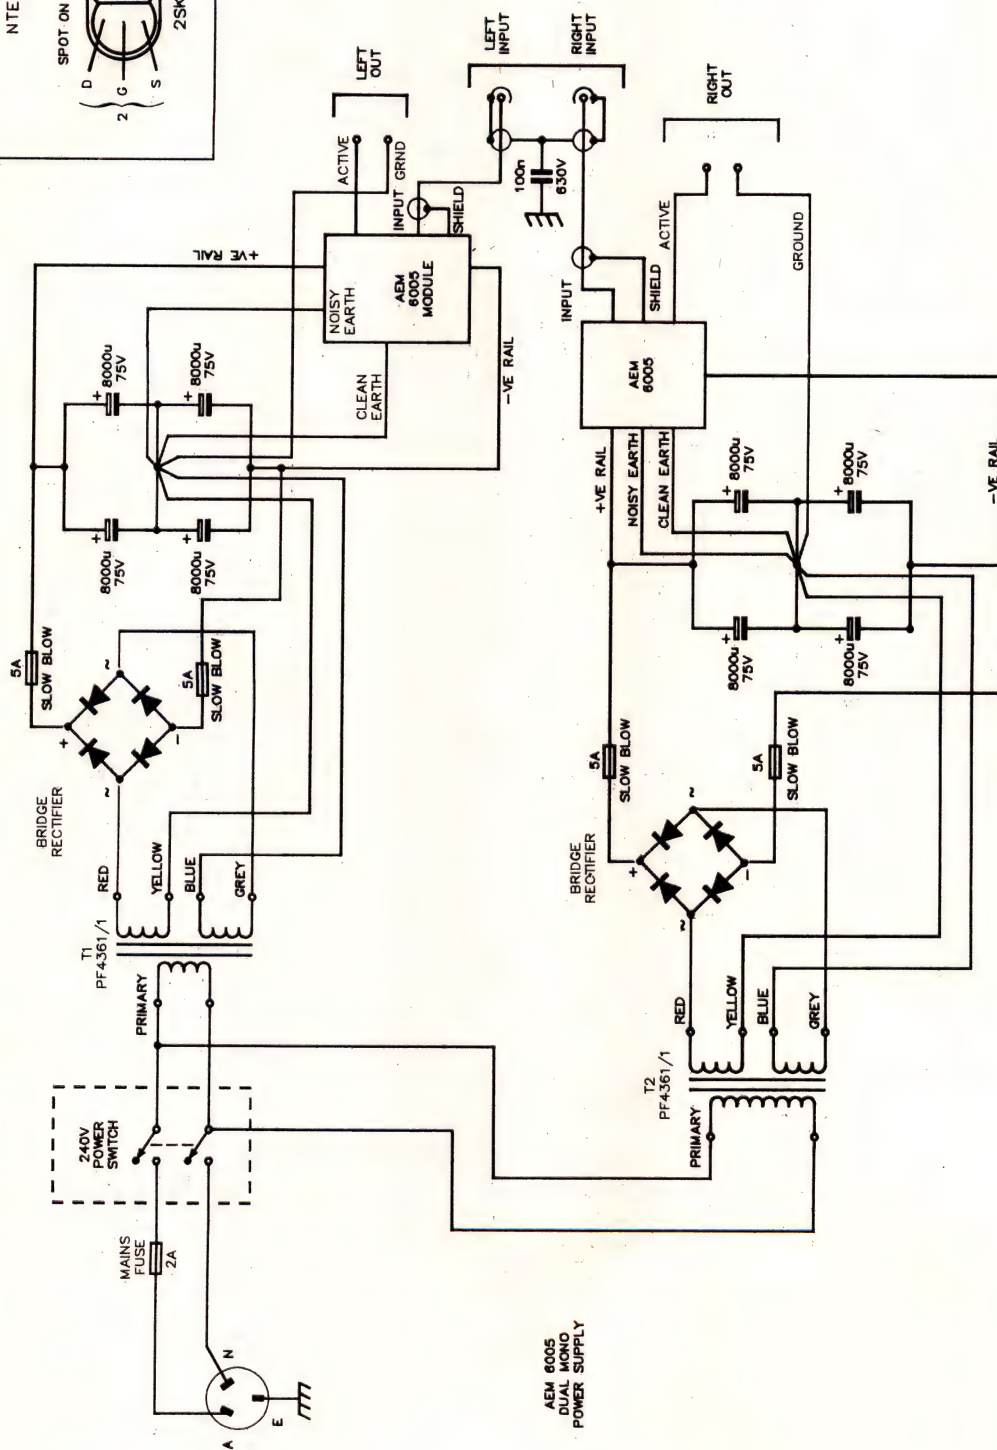 NTE
SPOT ON
2SK
D
G
S
2
LEFT
OUT
LEFT
INPUT
RIGHT
INPUT
RIGHT
OUT
ACTIVE
GRND
INPUT
SHIELD
100n
630V
+VE RAIL
NOISY
EARTH
AEM
6005
MODULE
CLEAN
EARTH
-VE RAIL
+
8000u
75V
+
8000u
75V
+
8000u
75V
+
8000u
75V
5A
SLOW BLOW
5A
SLOW BLOW
+
~
~
-
BRIDGE
RECTIFIER
RED
YELLOW
BLUE
GREY
T1
PF4361/1
PRIMARY
240V
POWER
SWITCH
MAINS
FUSE
2A
A
N
E
INPUT
SHIELD
ACTIVE
GROUND
AEM
6005
+VE RAIL
NOISY EARTH
CLEAN EARTH
-VE RAIL
+
8000u
75V
+
8000u
75V
+
8000u
75V
+
8000u
75V
5A
SLOW BLOW
5A
SLOW BLOW
+
~
~
-
BRIDGE
RECTIFIER
RED
YELLOW
BLUE
GREY
T2
PF4361/1
PRIMARY
AEM 6005
DUAL MONO
POWER SUPPLY